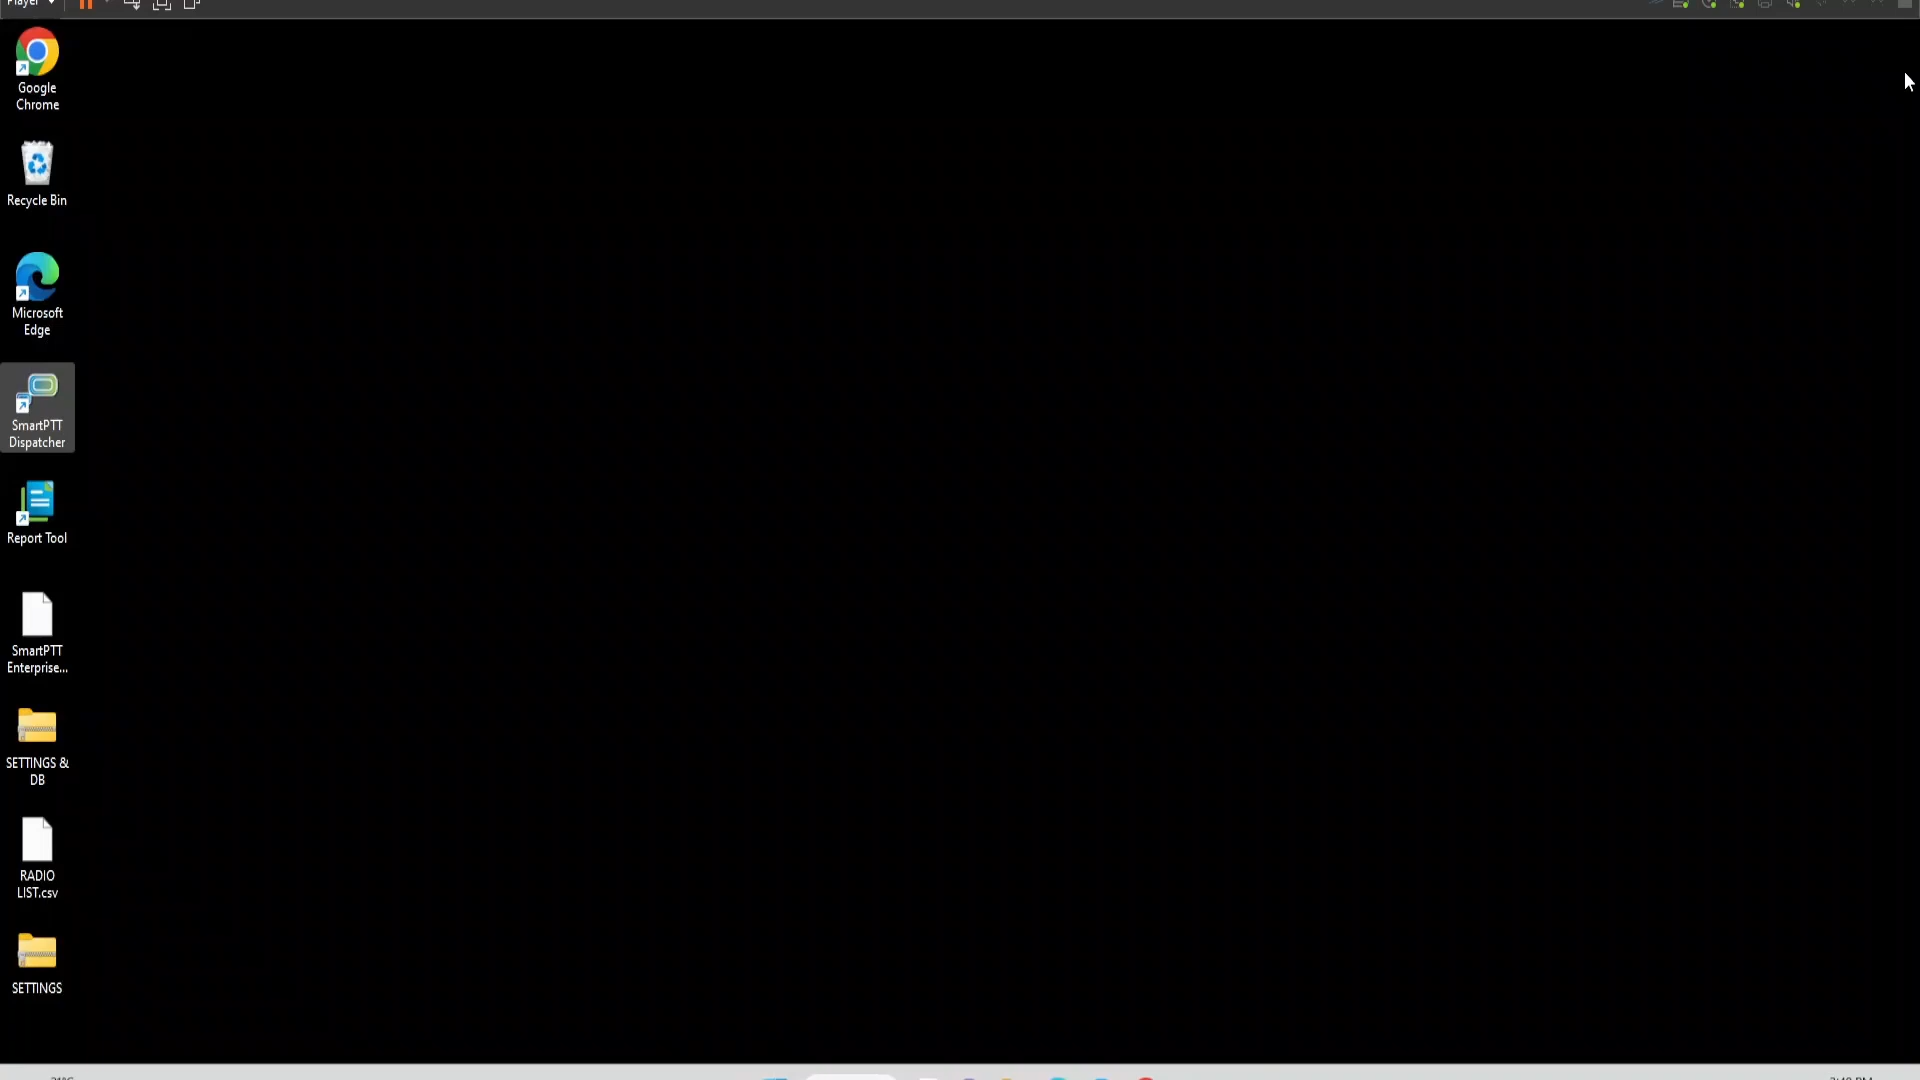 Player
Google
Chrome
Recycle Bin
Microsoft
Edge
SmartPTT
Dispatcher
Report Tool
SmartPTT
Enterprise...
SETTINGS &
DB
RADIO
LIST.csv
SETTINGS